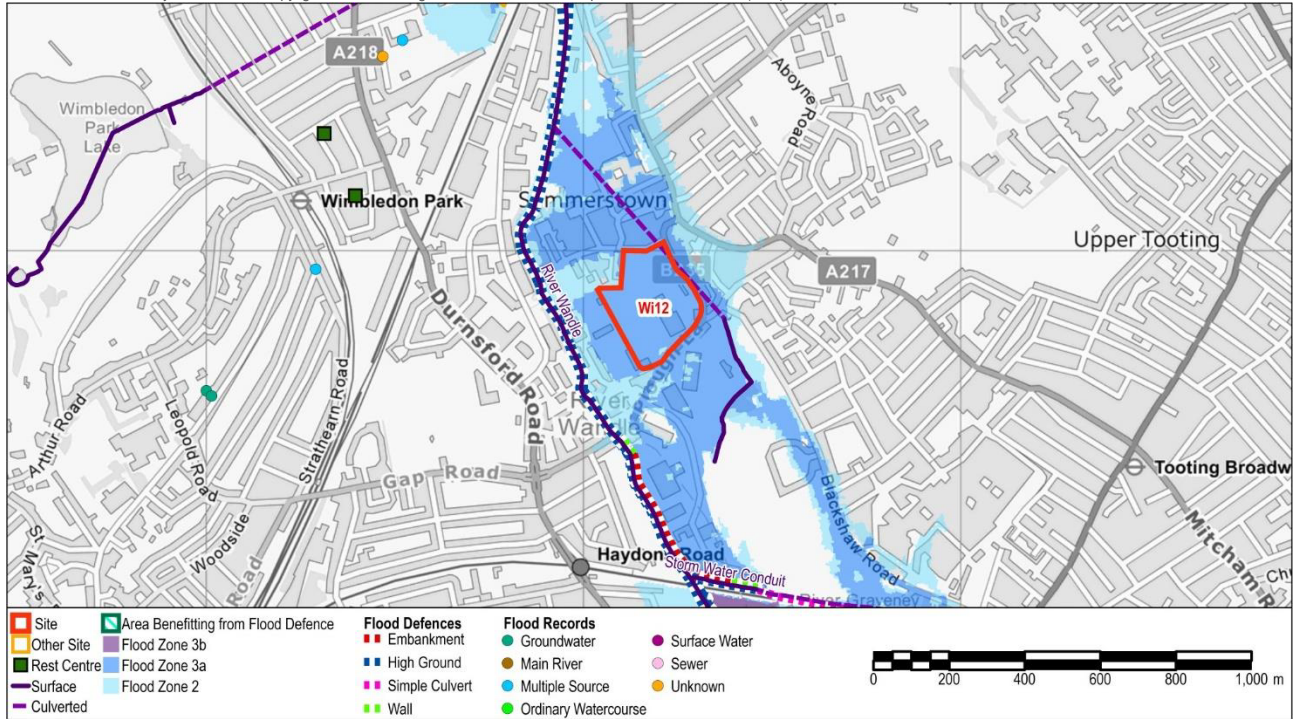 A218
Aboyne Road
Wimbledon
Park
Lake
Wimbledon Park
Summerstown
Upper Tooting
A217
River Wandle
Wi12
Durnsford Road
Arthur Road
Leopold Road
Strathearn Road
River
Wandle
Gap Road
Tooting Broadw
Blackshaw Road
Woodside
St. Mary's
Road
Haydons Road
Storm Water Conduit
River Graveney
Mitcham R
Ch
Site
Other Site
Rest Centre
Surface
Culverted
Area Benefitting from Flood Defence
Flood Zone 3b
Flood Zone 3a
Flood Zone 2
Flood Defences
Embankment
High Ground
Simple Culvert
Wall
Flood Records
Groundwater
Main River
Multiple Source
Ordinary Watercourse
Surface Water
Sewer
Unknown
0 200 400 600 800 1,000 m